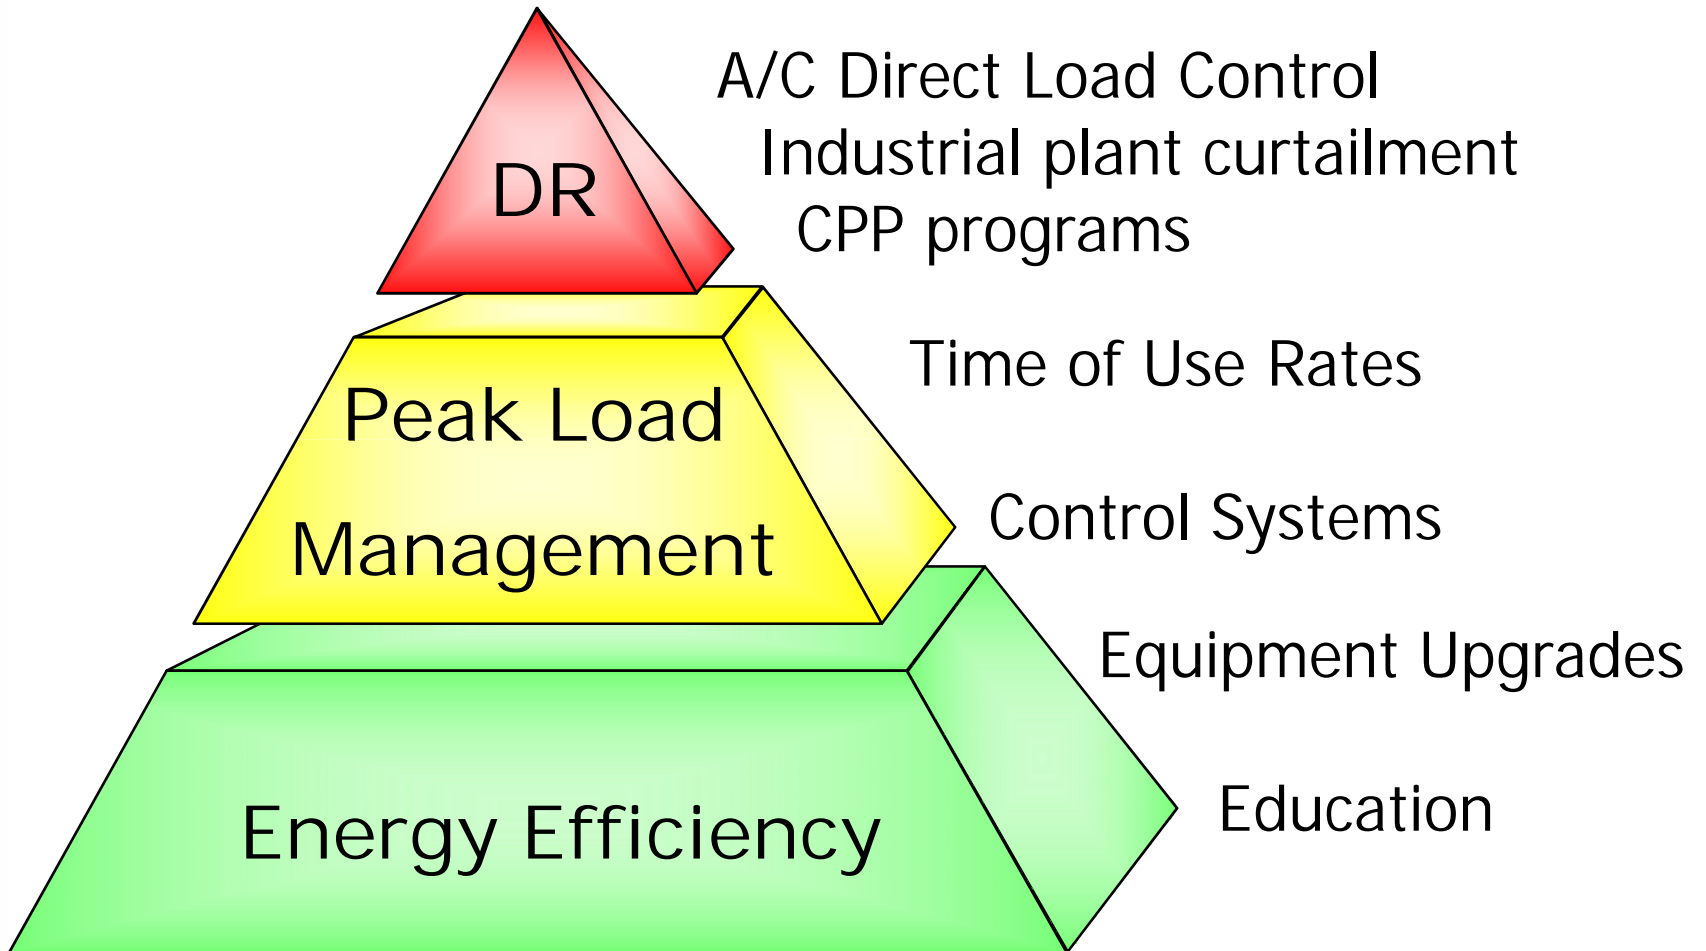 DR
A/C Direct Load Control
Industrial plant curtailment
CPP programs
Peak Load
Management
Time of Use Rates
Control Systems
Energy Efficiency
Equipment Upgrades
Education